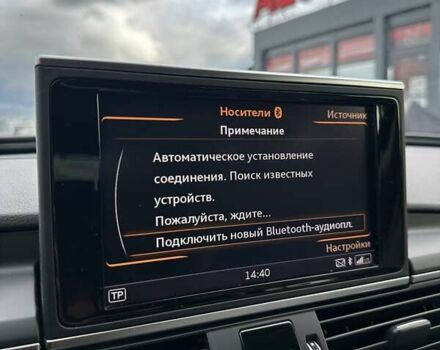 Носители
Источник
Примечание
Автоматическое установление
соединения. Поиск известных
устройств.
Пожалуйста, ждите...
Подключить новый Bluetooth-аудиопл.
Настройки
14:40
TP